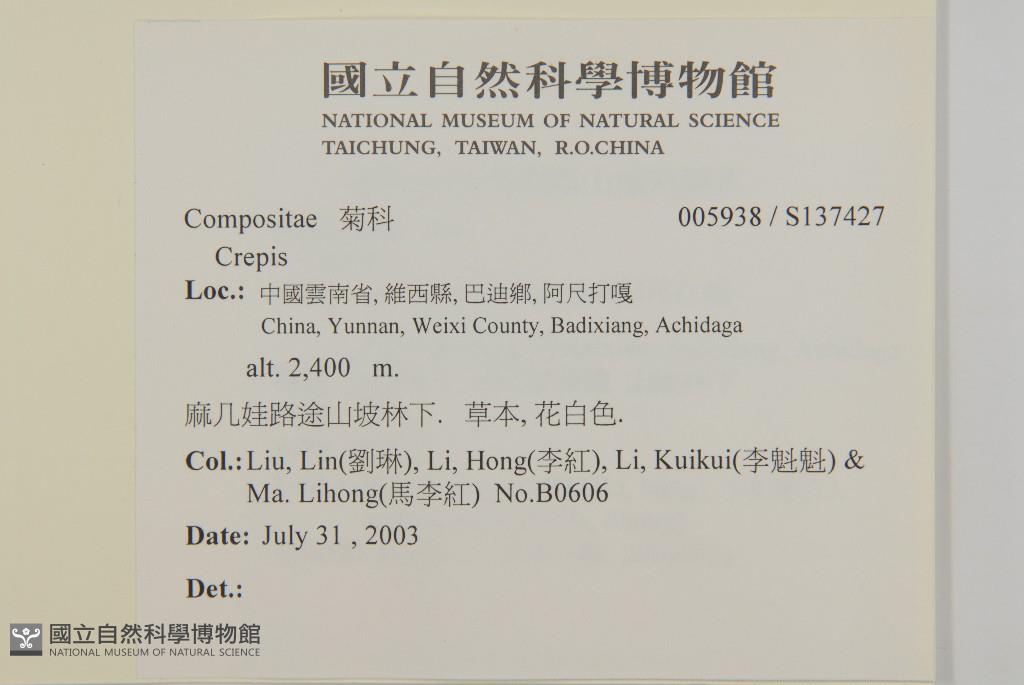 國立自然科學博物館
NATIONAL MUSEUM OF NATURAL SCIENCE
TAICHUNG, TAIWAN, R.O.CHINA
Compositae 菊科 005938 / S137427
Crepis
Loc.: 中國雲南省, 維西縣, 巴迪鄉, 阿尺打嘎
China, Yunnan, Weixi County, Badixiang, Achidaga
alt. 2,400 m.
麻几娃路途山坡林下. 草本, 花白色.
Col.: Liu, Lin(劉琳), Li, Hong(李紅), Li, Kuikui(李魁魁) &
Ma. Lihong(馬李紅) No.B0606
Date: July 31 , 2003
Det.:
國立自然科學博物館
NATIONAL MUSEUM OF NATURAL SCIENCE